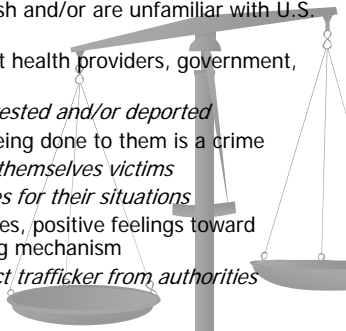 sh and/or are unfamiliar with U.S.
t health providers, government,
ested and/or deported
eing done to them is a crime
themselves victims
es for their situations
es, positive feelings toward
g mechanism
ct trafficker from authorities